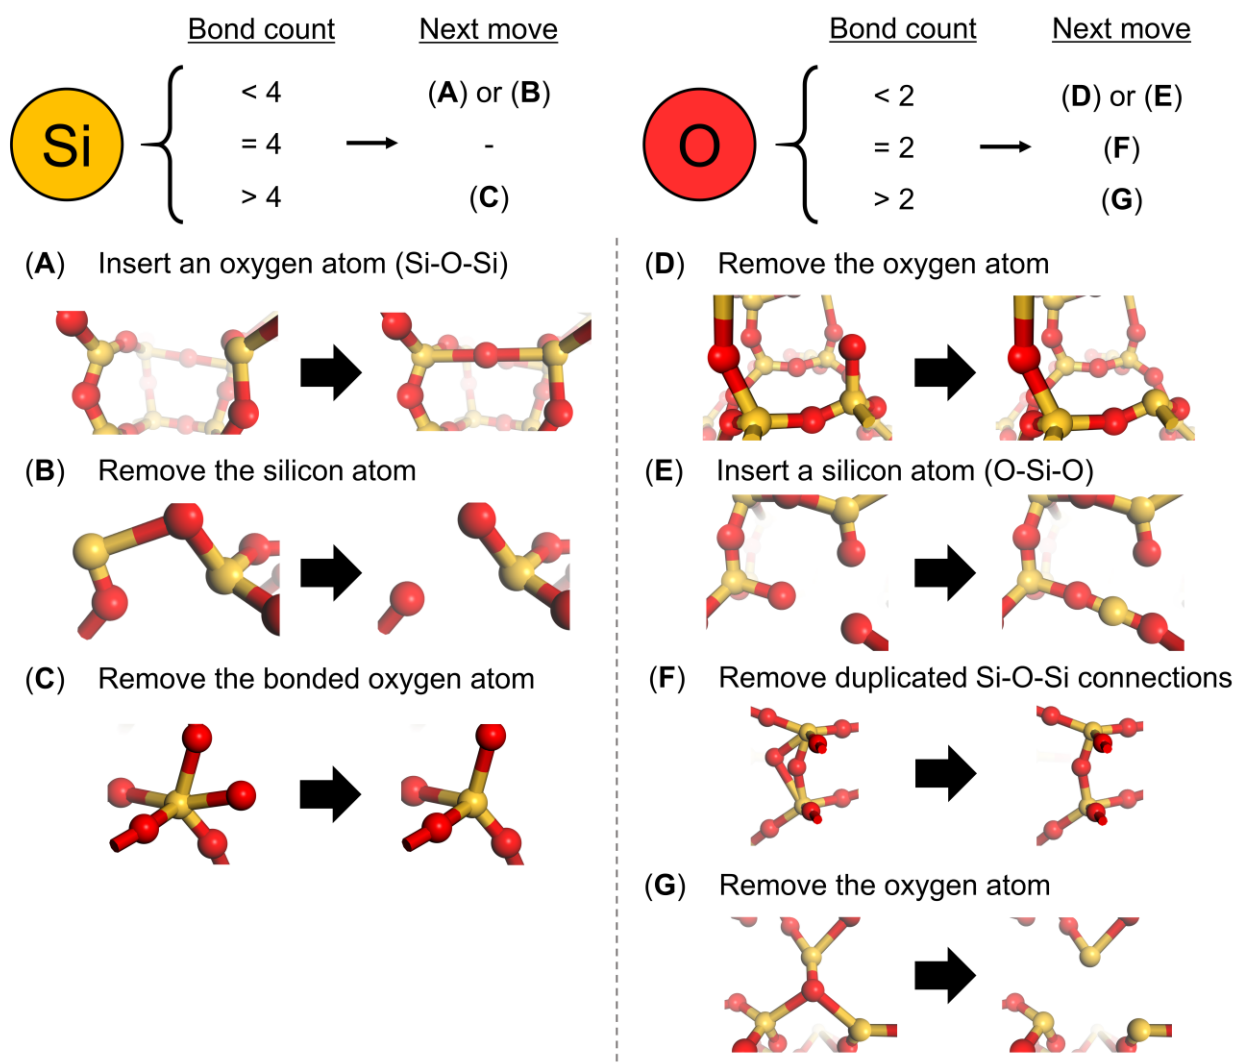 Bond count Next move
Si
< 4 (A) or (B)
= 4 -
> 4 (C)
Bond count Next move
O
< 2 (D) or (E)
= 2 (F)
> 2 (G)
(A) Insert an oxygen atom (Si-O-Si)
(B) Remove the silicon atom
(C) Remove the bonded oxygen atom
(D) Remove the oxygen atom
(E) Insert a silicon atom (O-Si-O)
(F) Remove duplicated Si-O-Si connections
(G) Remove the oxygen atom